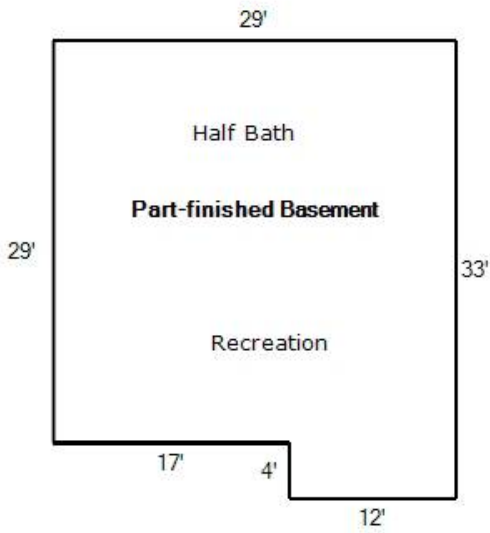 29'
Half Bath
Part-finished Basement
29'
33'
Recreation
17'
4'
12'